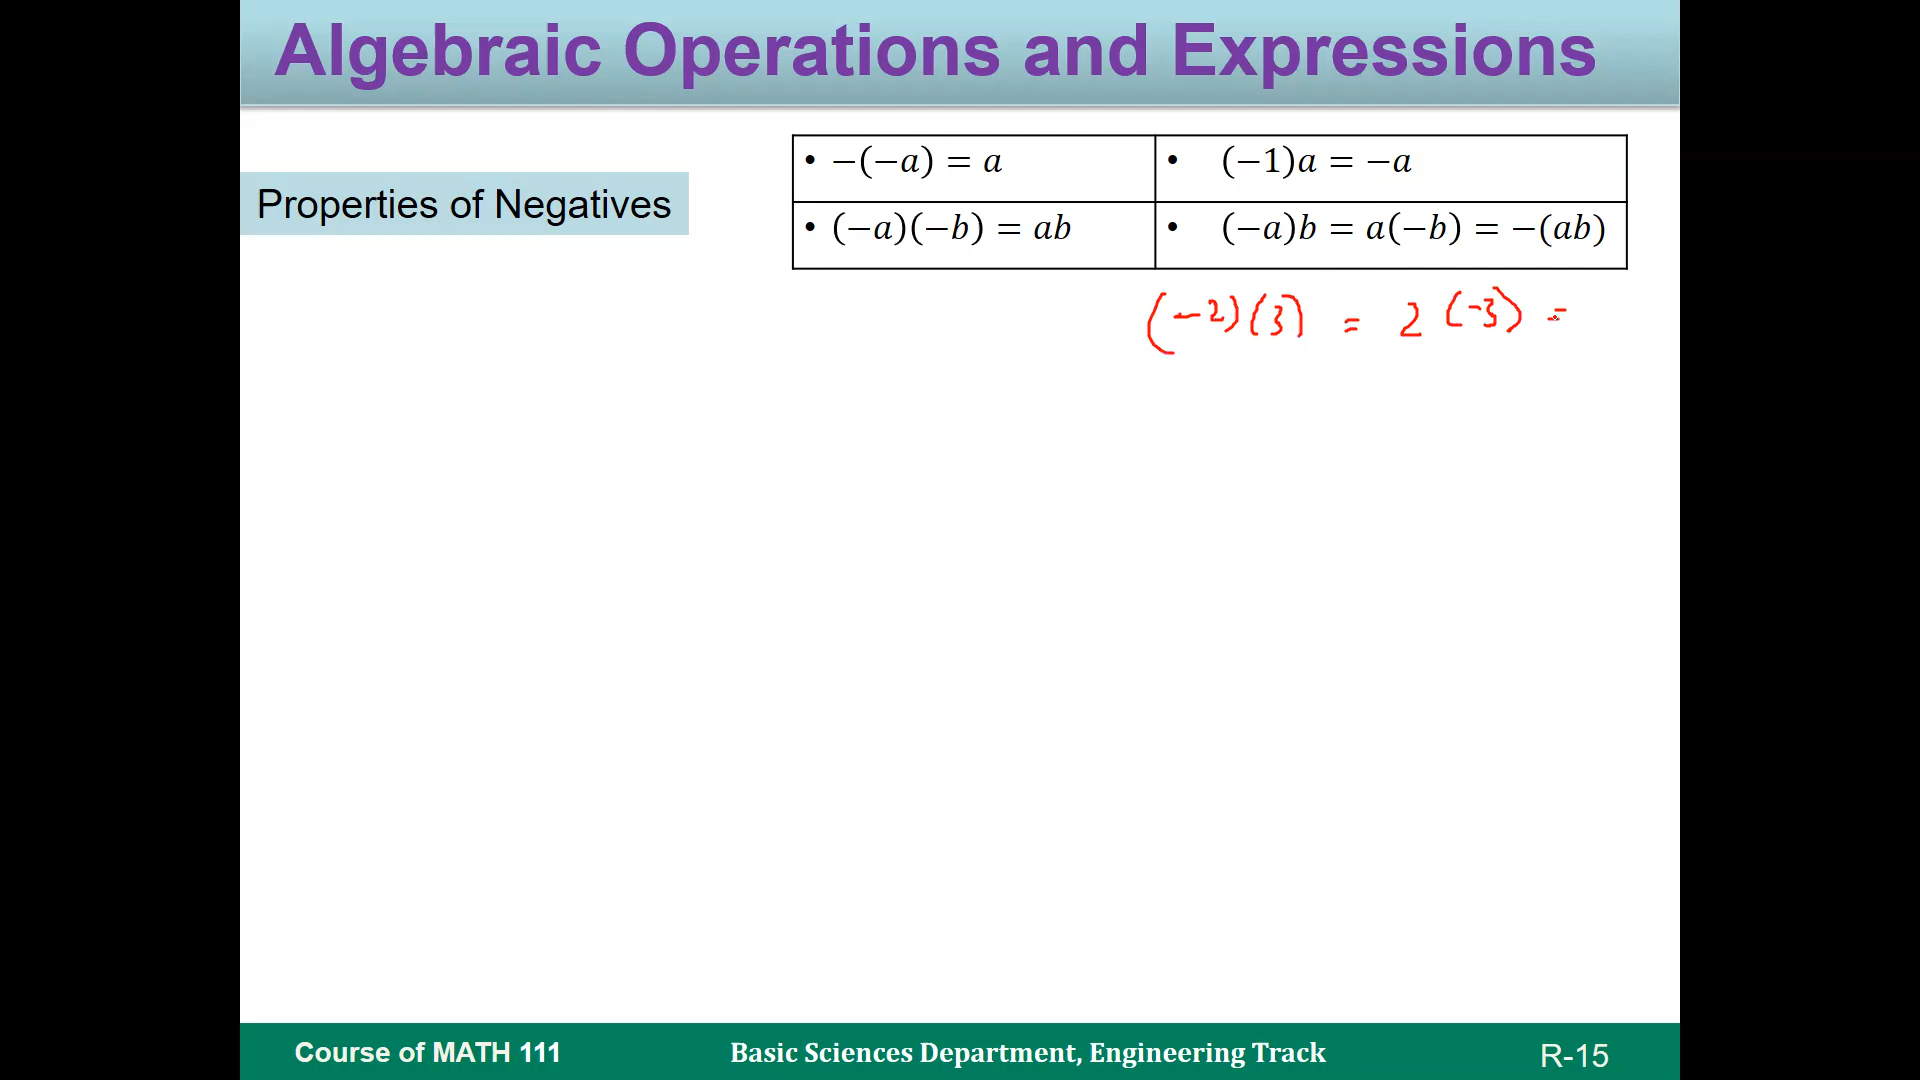 Algebraic Operations and Expressions
Properties of Negatives
• −(−a) = a • (−1)a = −a
• (−a)(−b) = ab • (−a)b = a(−b) = −(ab)
(-2)(3) = 2 (-3) =
Course of MATH 111 Basic Sciences Department, Engineering Track R-15